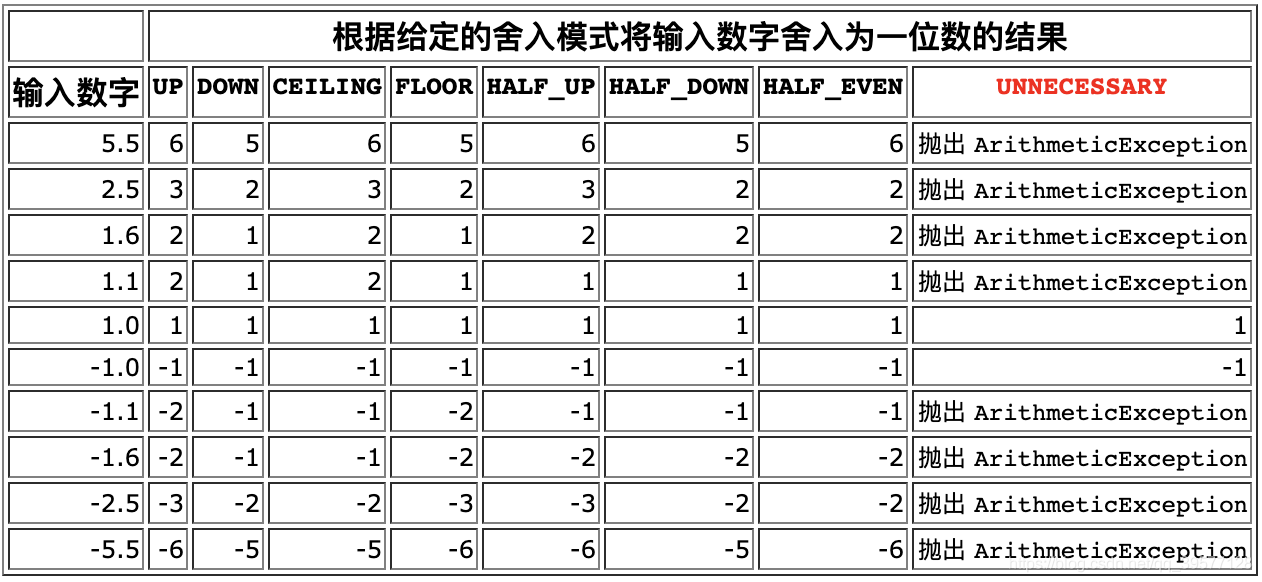 根据给定的舍入模式将输入数字舍入为一位数的结果
输入数字 UP DOWN CEILING FLOOR HALF_UP HALF_DOWN HALF_EVEN UNNECESSARY
5.5 6 5 6 5 6 5 6 抛出 ArithmeticException
2.5 3 2 3 2 3 2 2 抛出 ArithmeticException
1.6 2 1 2 1 2 2 2 抛出 ArithmeticException
1.1 2 1 2 1 1 1 1 抛出 ArithmeticException
1.0 1 1 1 1 1 1 1 1
-1.0 -1 -1 -1 -1 -1 -1 -1 -1
-1.1 -2 -1 -1 -2 -1 -1 -1 抛出 ArithmeticException
-1.6 -2 -1 -1 -2 -2 -2 -2 抛出 ArithmeticException
-2.5 -3 -2 -2 -3 -3 -2 -2 抛出 ArithmeticException
-5.5 -6 -5 -5 -6 -6 -5 -6 抛出 ArithmeticException